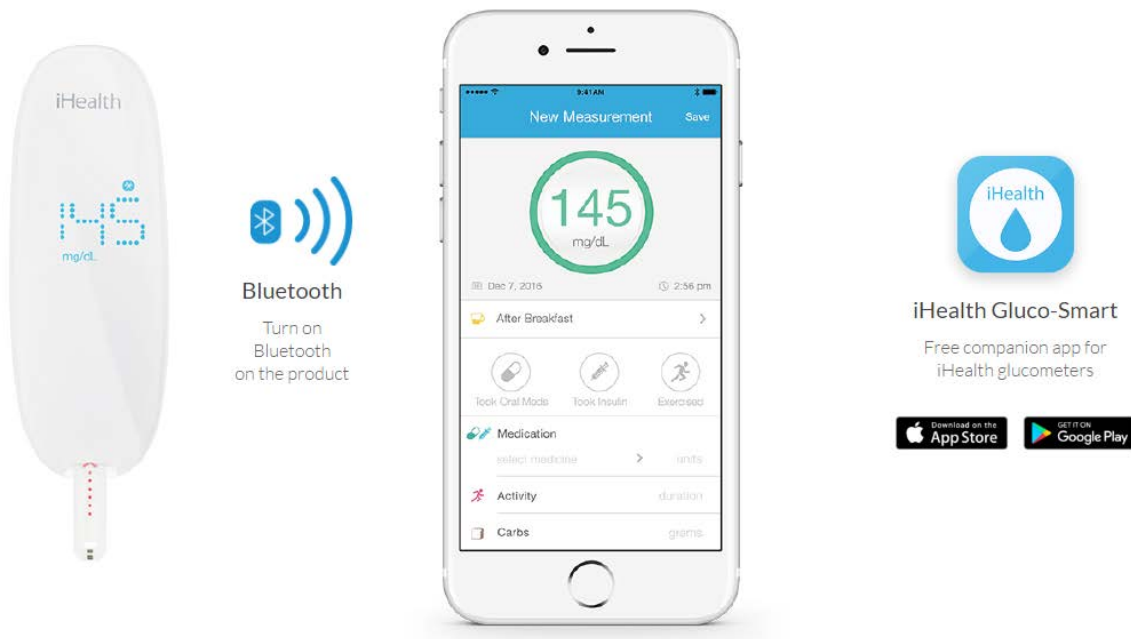 iHealth
145
mg/dL
Bluetooth
Turn on
Bluetooth
on the product
9:41 AM
New Measurement
Save
145
mg/dL
Dec 7, 2016
2:56 pm
After Breakfast
Took Oral Meds
Took Insulin
Exercised
Medication
select medicine
units
Activity
duration
Carbs
grams
iHealth
iHealth Gluco-Smart
Free companion app for
iHealth glucometers
Download on the
App Store
GET IT ON
Google Play